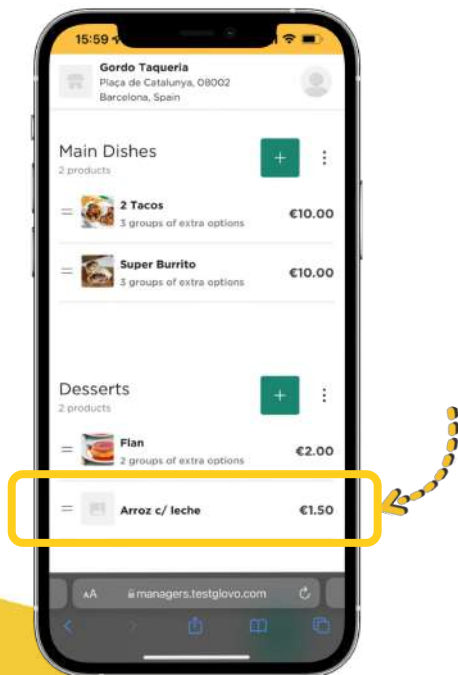 15:59
Gordo Taqueria
Plaça de Catalunya, 08002
Barcelona, Spain
Main Dishes
2 products
+
2 Tacos
3 groups of extra options
€10.00
Super Burrito
3 groups of extra options
€10.00
Desserts
2 products
+
Flan
2 groups of extra options
€2.00
Arroz c/ leche
€1.50
AA
managers.testglovo.com